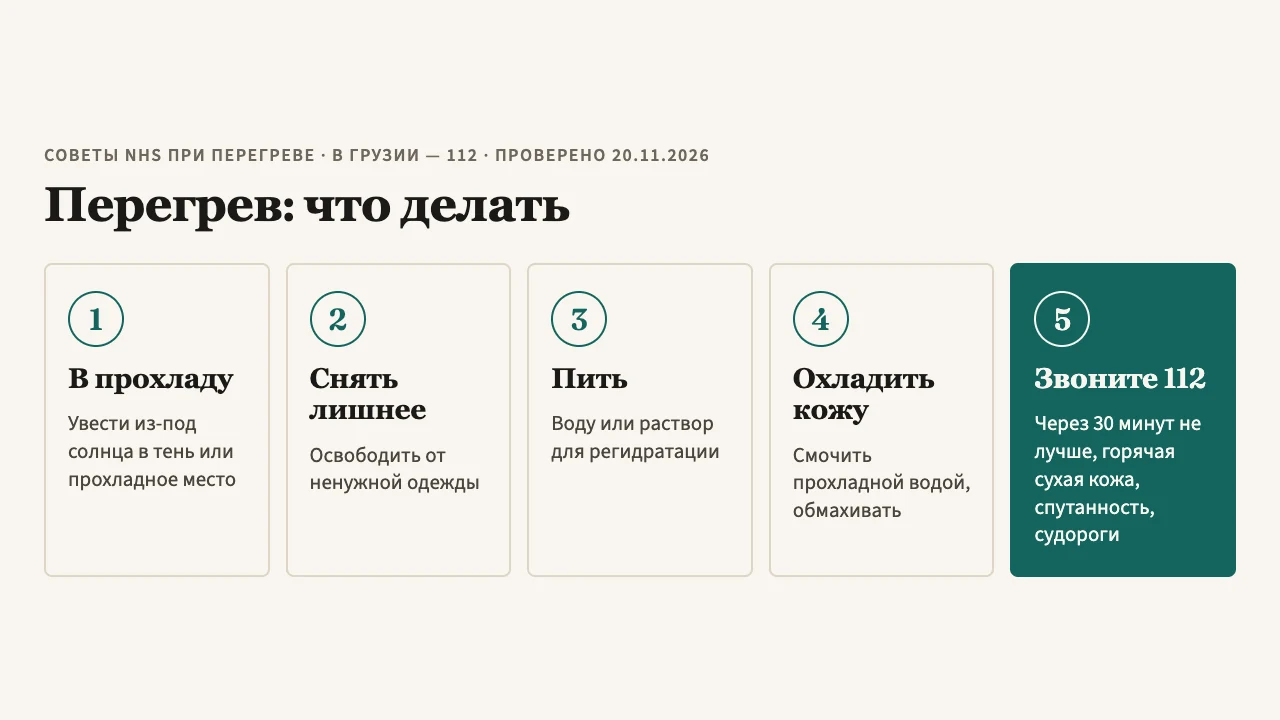 СОВЕТЫ NHS ПРИ ПЕРЕГРЕВЕ · В ГРУЗИИ — 112 · ПРОВЕРЕНО 20.11.2026
Перегрев: что делать
1
В прохладу
Увести из-под
солнца в тень или
прохладное место
2
Снять
лишнее
Освободить от
ненужной одежды
3
Пить
Воду или раствор
для регидратации
4
Охладить
кожу
Смочить
прохладной водой,
обмахивать
5
Звоните 112
Через 30 минут не
лучше, горячая
сухая кожа,
спутанность,
судороги